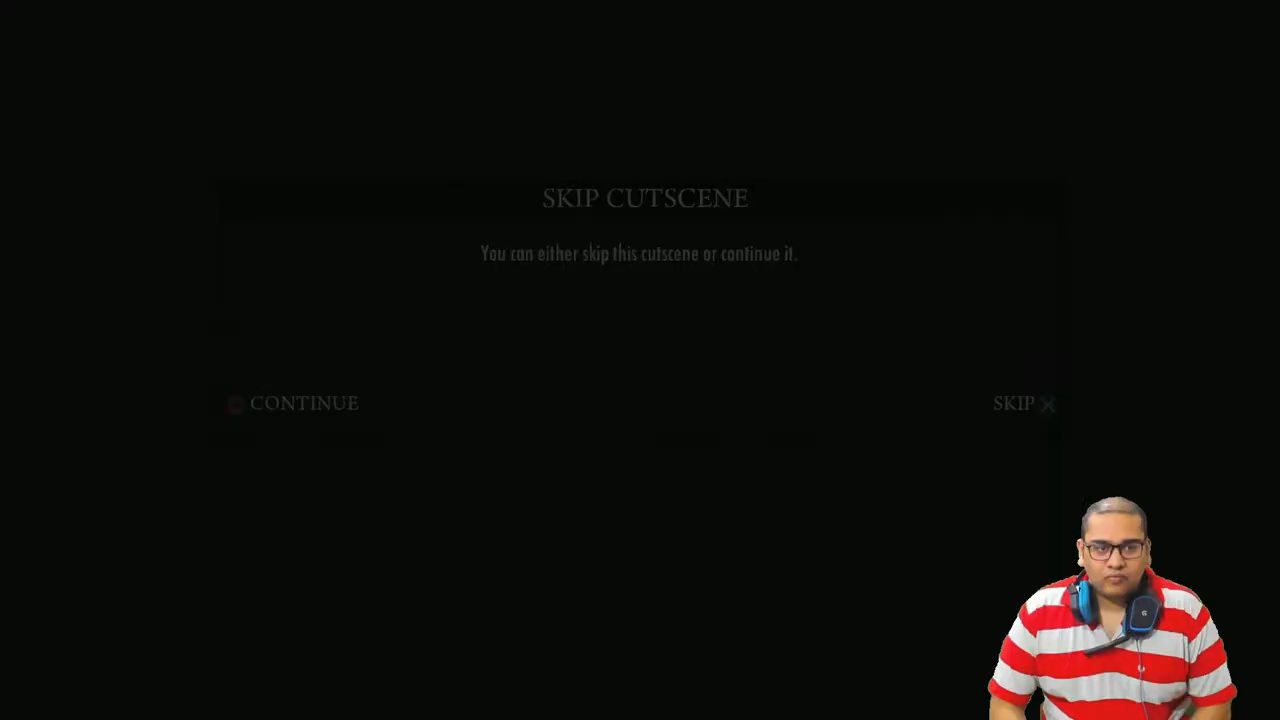 SKIP CUTSCENE
You can either skip this cutscene or continue it.
CONTINUE
SKIP